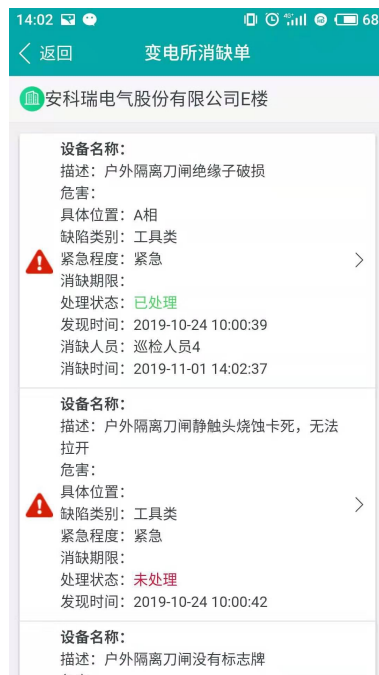 14:02 68
返回 变电所消缺单
安科瑞电气股份有限公司E楼
设备名称：
描述：户外隔离刀闸绝缘子破损
危害：
具体位置：A相
缺陷类别：工具类
紧急程度：紧急
消缺期限：
处理状态：已处理
发现时间：2019-10-24 10:00:39
消缺人员：巡检人员4
消缺时间：2019-11-01 14:02:37
设备名称：
描述：户外隔离刀闸静触头烧蚀卡死，无法
拉开
危害：
具体位置：
缺陷类别：工具类
紧急程度：紧急
消缺期限：
处理状态：未处理
发现时间：2019-10-24 10:00:42
设备名称：
描述：户外隔离刀闸没有标志牌